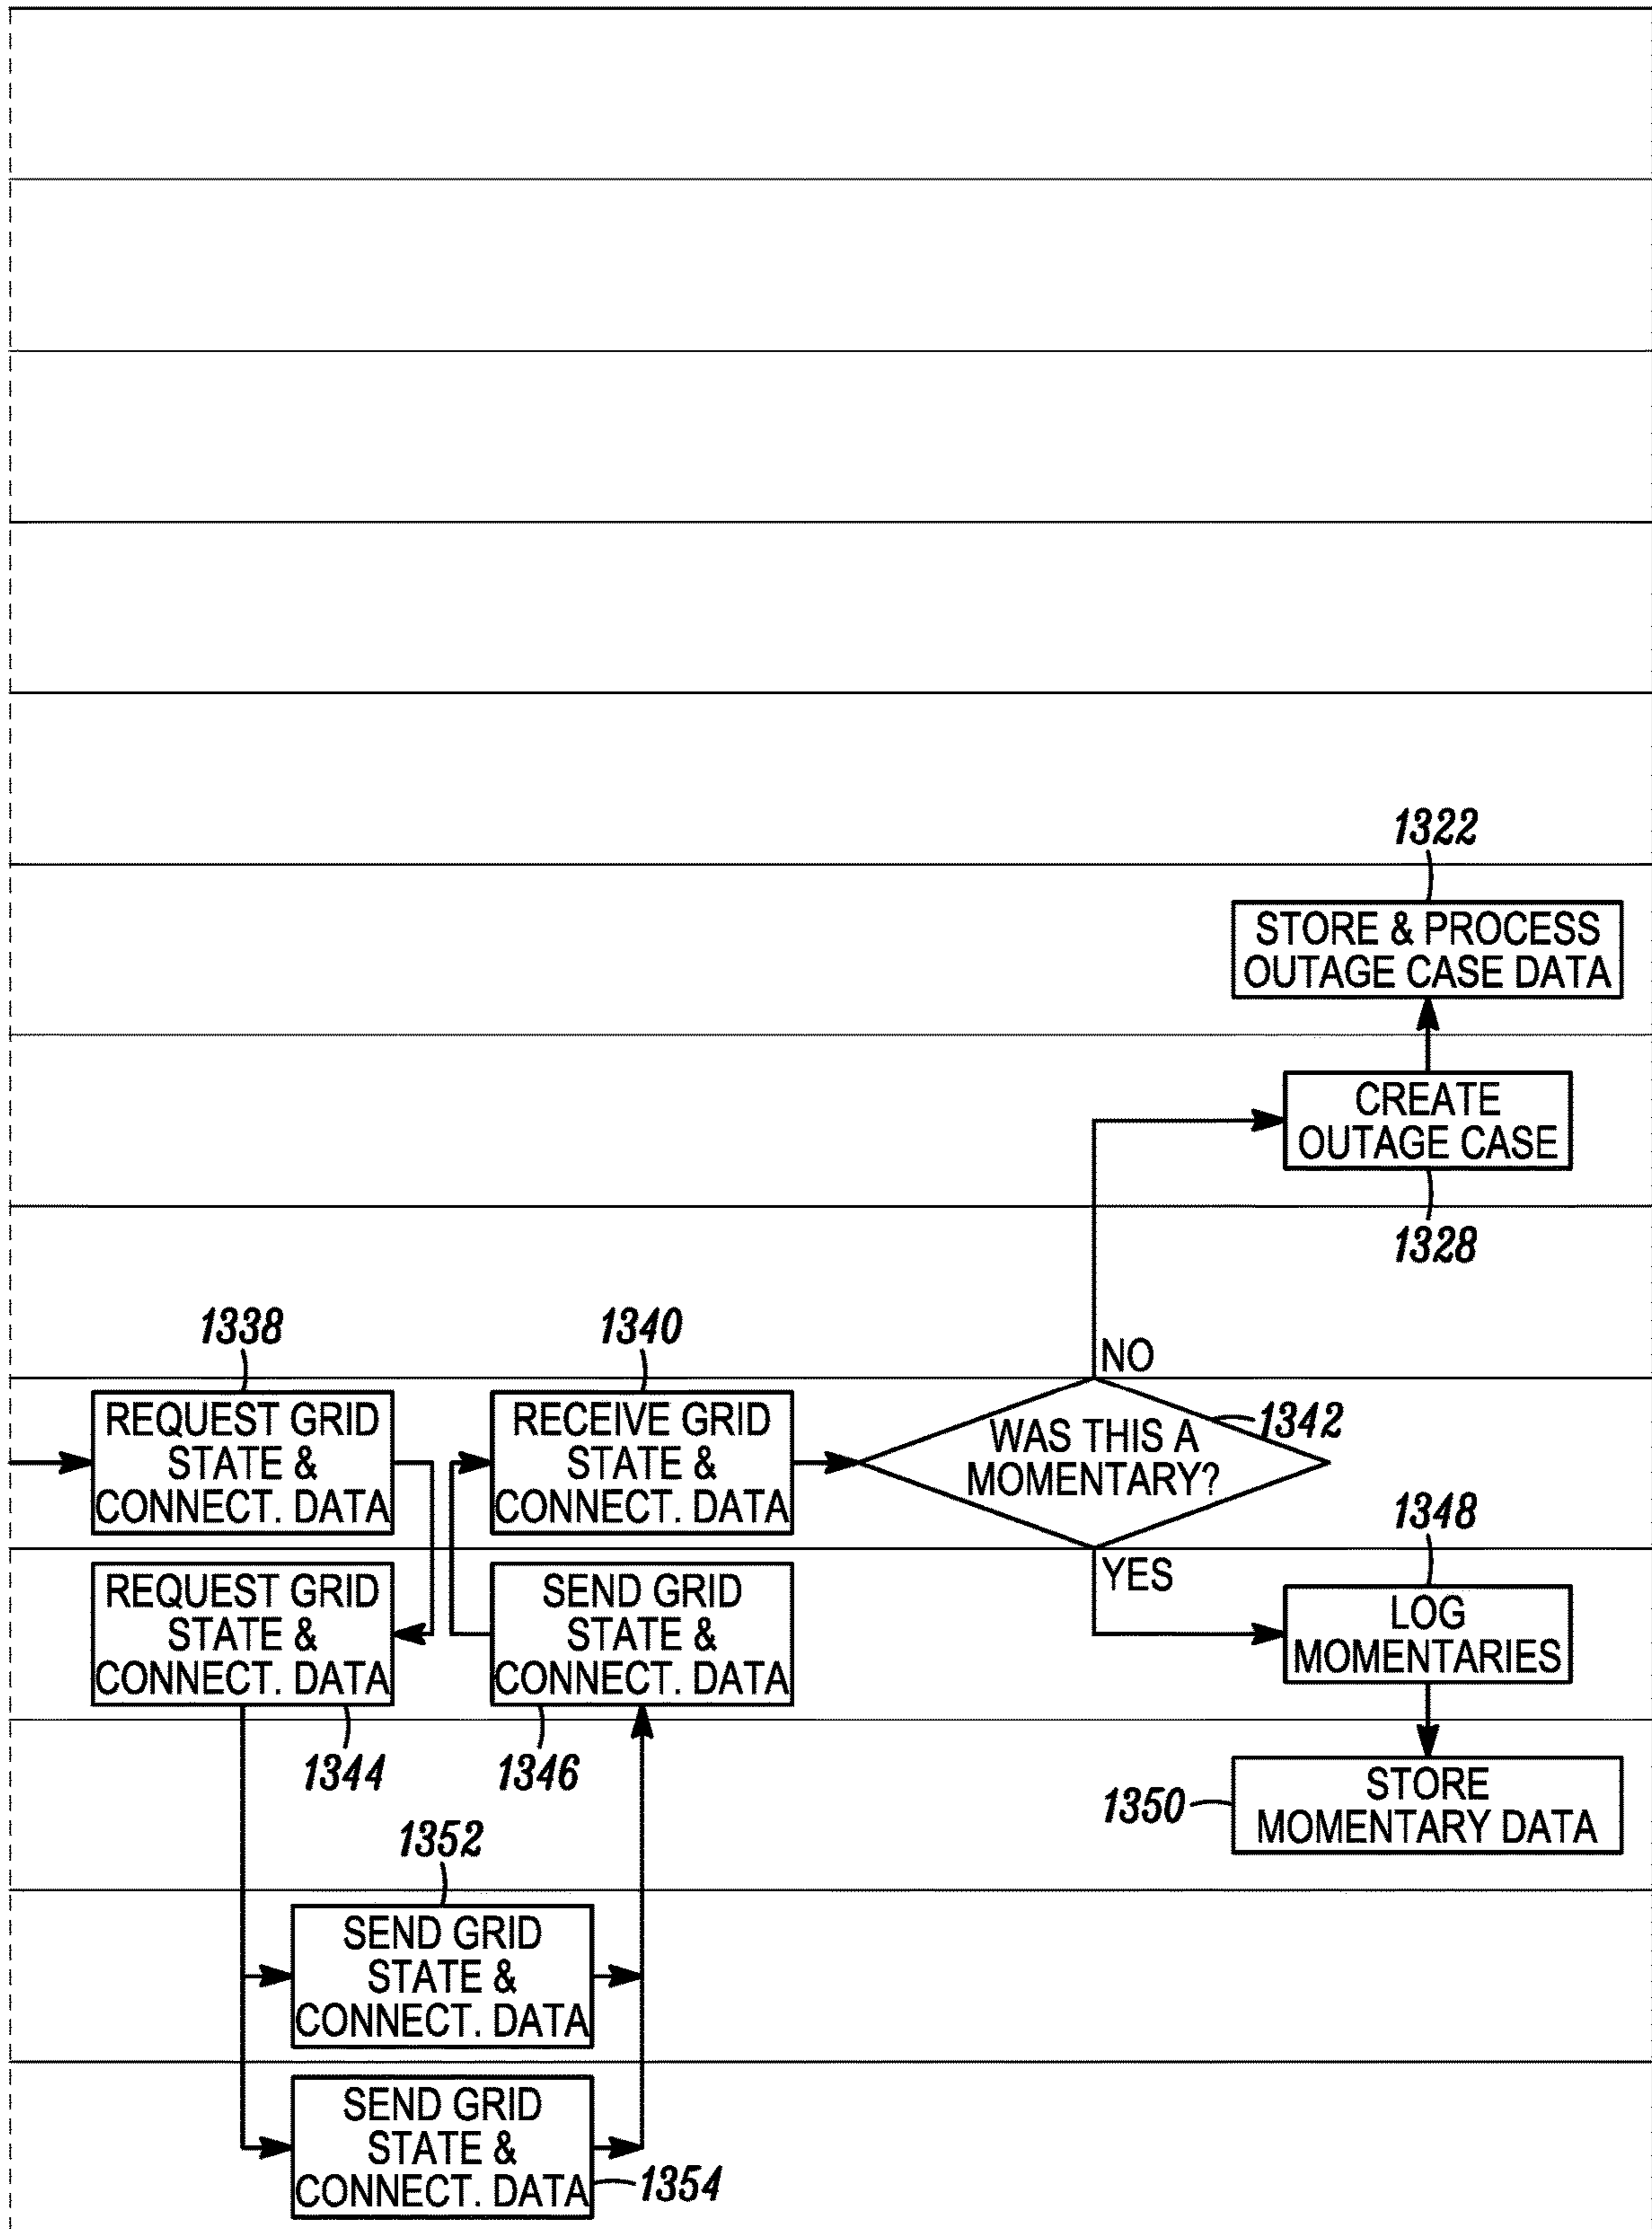 1322
STORE & PROCESS
OUTAGE CASE DATA
CREATE
OUTAGE CASE
1328
1338
1340
NO
REQUEST GRID
STATE &
CONNECT. DATA
RECEIVE GRID
STATE &
CONNECT. DATA
WAS THIS A
MOMENTARY?
1342
1348
YES
REQUEST GRID
STATE &
CONNECT. DATA
SEND GRID
STATE &
CONNECT. DATA
LOG
MOMENTARIES
1344
1346
1350
STORE
MOMENTARY DATA
1352
SEND GRID
STATE &
CONNECT. DATA
SEND GRID
STATE &
CONNECT. DATA
1354